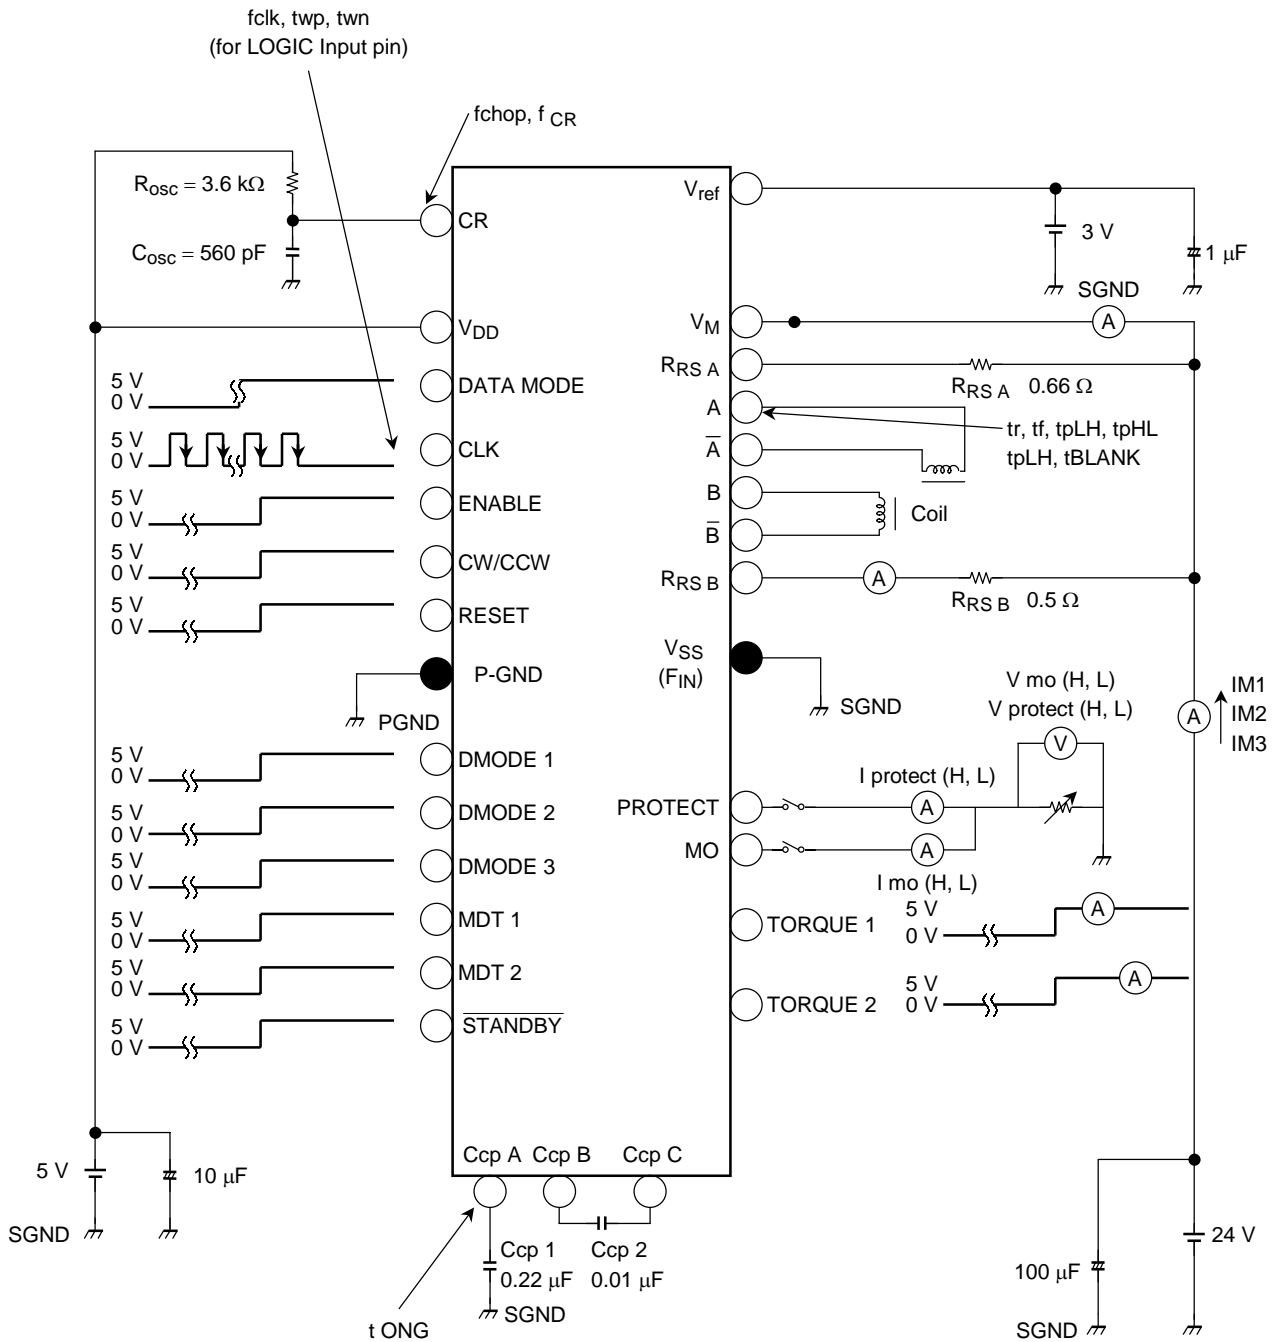 fclk, twp, twn
(for LOGIC Input pin)
fchop, f CR
Rosc = 3.6 kΩ
Cosc = 560 pF
CR
VDD
5 V
0 V
DATA MODE
5 V
0 V
CLK
5 V
0 V
ENABLE
5 V
0 V
CW/CCW
5 V
0 V
RESET
P-GND
PGND
5 V
0 V
DMODE 1
5 V
0 V
DMODE 2
5 V
0 V
DMODE 3
5 V
0 V
MDT 1
5 V
0 V
MDT 2
5 V
0 V
STANDBY
5 V
10 μF
SGND
Ccp A
Ccp B
Ccp C
Ccp 1
0.22 μF
Ccp 2
0.01 μF
SGND
t ONG
Vref
3 V
1 μF
SGND
VM
A
RRS A
RRS A 0.66 Ω
A
A
tr, tf, tpLH, tpHL
tpLH, tBLANK
B
B
Coil
RRS B
A
RRS B 0.5 Ω
VSS
(FIN)
SGND
V mo (H, L)
V protect (H, L)
V
A
IM1
IM2
IM3
I protect (H, L)
PROTECT
A
MO
A
I mo (H, L)
TORQUE 1
5 V
0 V
A
TORQUE 2
5 V
0 V
A
100 μF
SGND
24 V